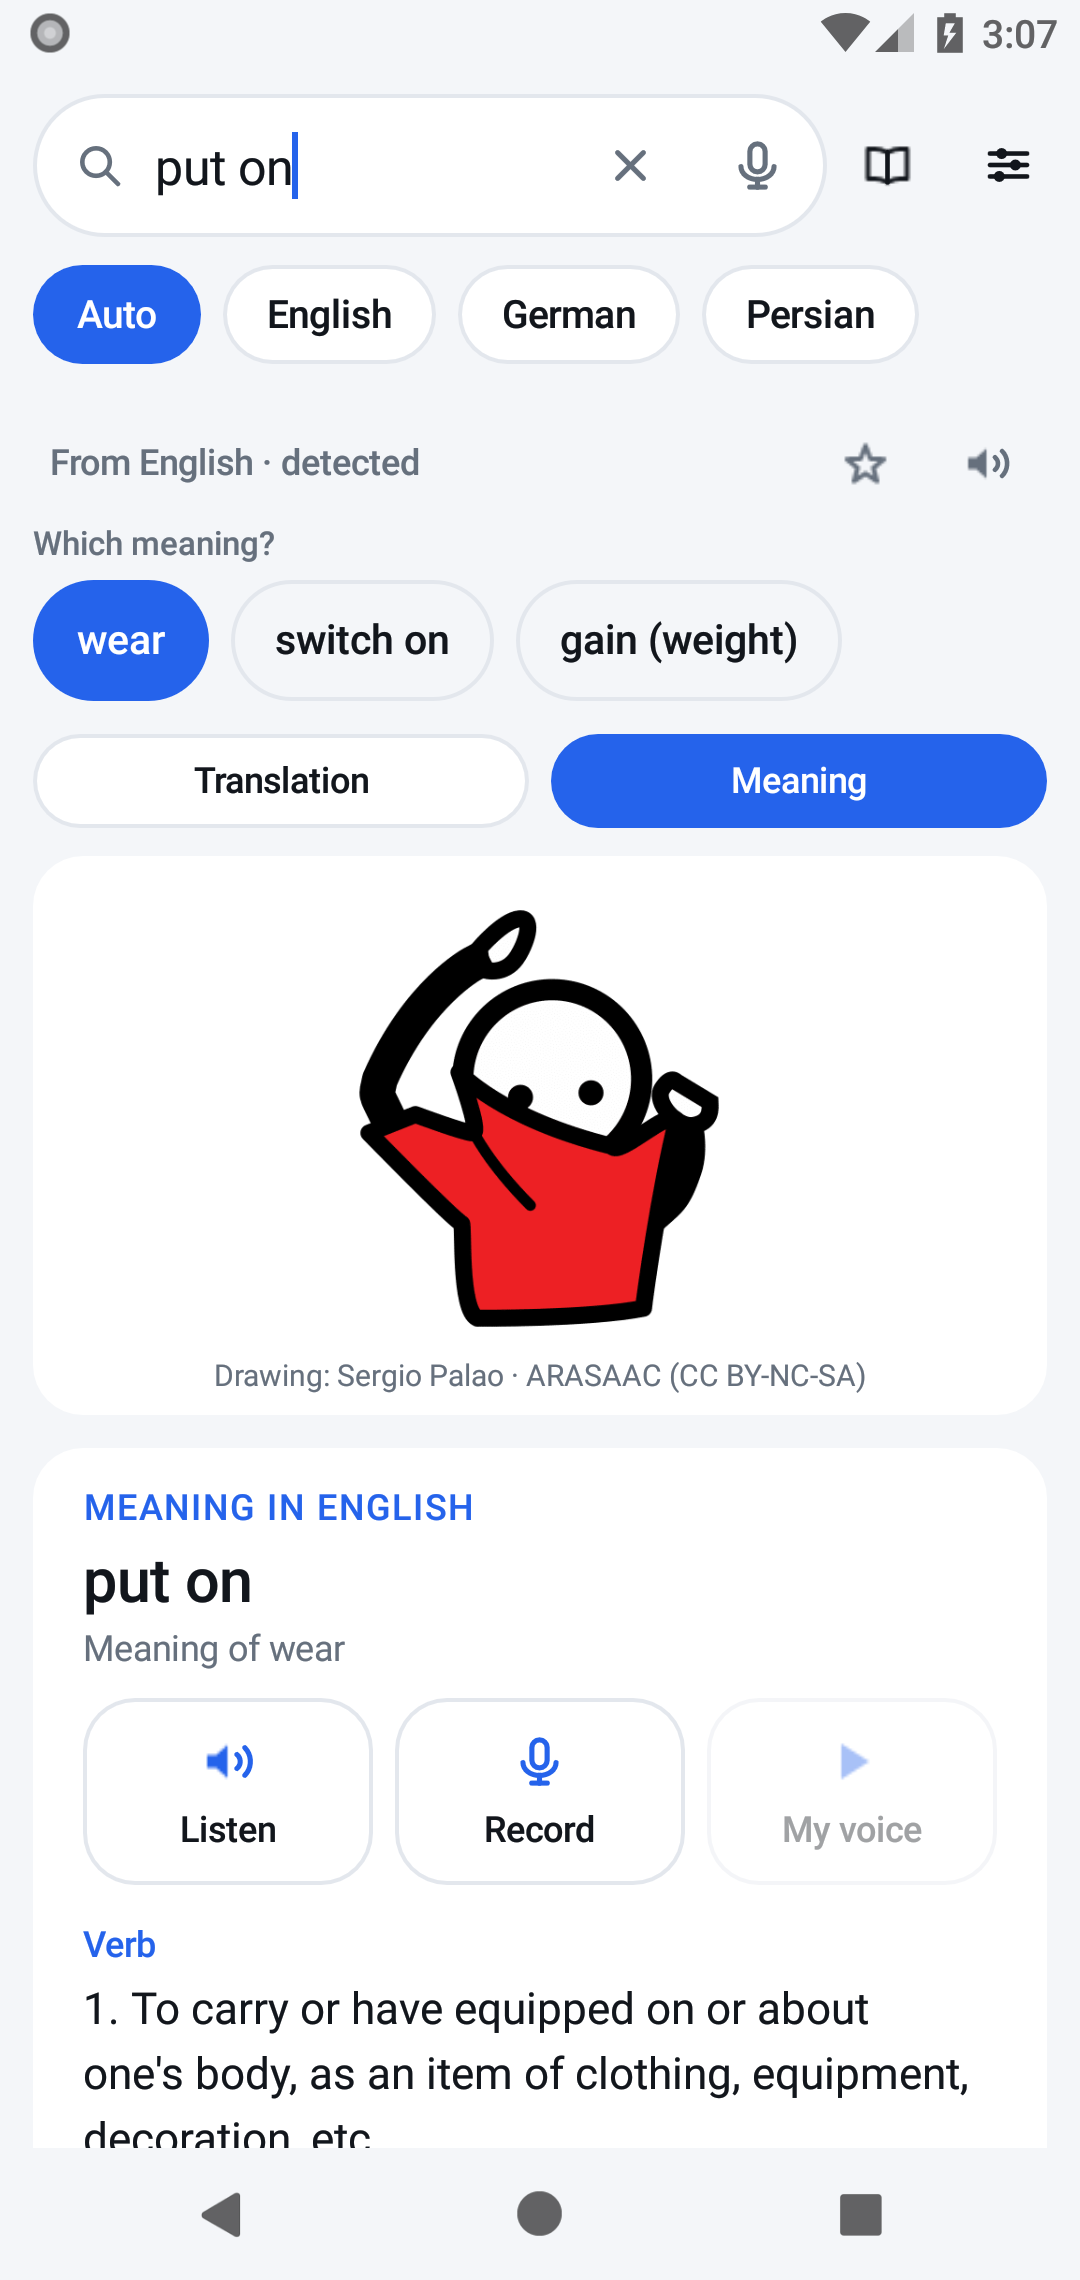 3:07
put on
Auto English German Persian
From English · detected
Which meaning?
wear switch on gain (weight)
Translation Meaning
Drawing: Sergio Palao · ARASAAC (CC BY-NC-SA)
MEANING IN ENGLISH
put on
Meaning of wear
Listen Record My voice
Verb
1. To carry or have equipped on or about
one's body, as an item of clothing, equipment,
decoration, etc